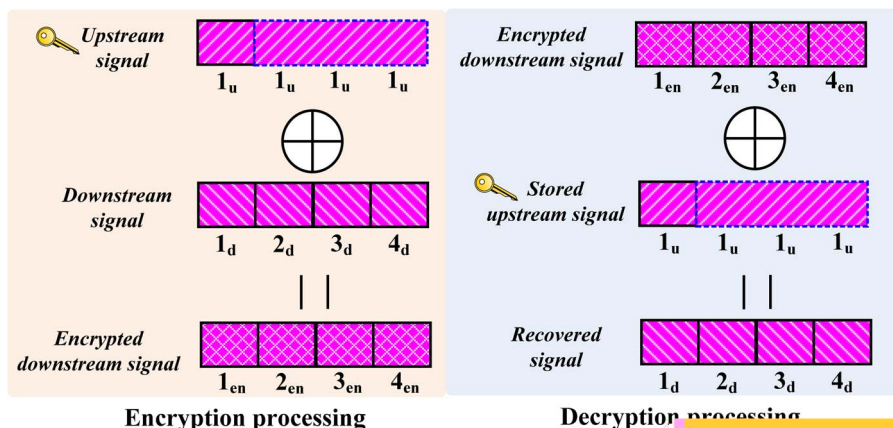 Upstream
signal
1u 1u 1u 1u
Downstream
signal
1d 2d 3d 4d
Encrypted
downstream signal
1en 2en 3en 4en
Encryption processing
Encrypted
downstream signal
1en 2en 3en 4en
Stored
upstream signal
1u 1u 1u 1u
Recovered
signal
1d 2d 3d 4d
Decryption processing